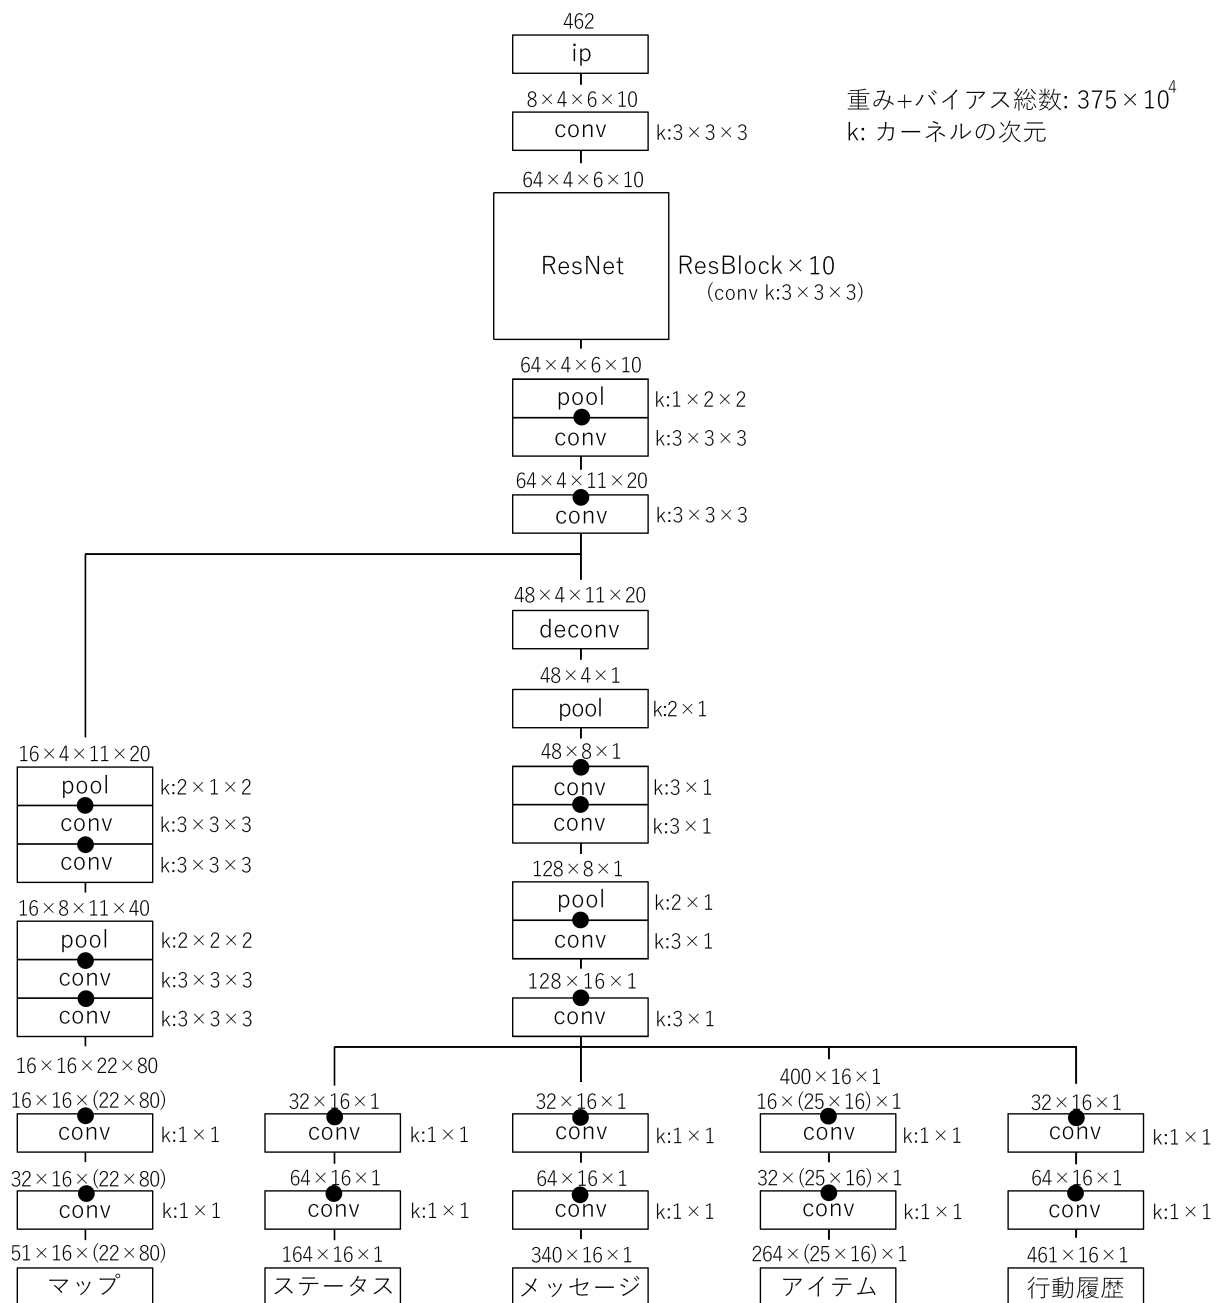 462
ip
重み+バイアス総数: 375×10⁴
k: カーネルの次元
8×4×6×10
conv
k:3×3×3
64×4×6×10
ResNet
ResBlock×10
(conv k:3×3×3)
64×4×6×10
pool
k:1×2×2
conv
k:3×3×3
64×4×11×20
conv
k:3×3×3
48×4×11×20
deconv
48×4×1
pool
k:2×1
48×8×1
conv
k:3×1
conv
k:3×1
128×8×1
pool
k:2×1
conv
k:3×1
128×16×1
conv
k:3×1
16×4×11×20
pool
k:2×1×2
conv
k:3×3×3
conv
k:3×3×3
16×8×11×40
pool
k:2×2×2
conv
k:3×3×3
conv
k:3×3×3
16×16×22×80
16×16×(22×80)
conv
k:1×1
32×16×(22×80)
conv
k:1×1
51×16×(22×80)
マップ
32×16×1
conv
k:1×1
64×16×1
conv
k:1×1
164×16×1
ステータス
32×16×1
conv
k:1×1
64×16×1
conv
k:1×1
340×16×1
メッセージ
400×16×1
16×(25×16)×1
conv
k:1×1
32×(25×16)×1
conv
k:1×1
264×(25×16)×1
アイテム
32×16×1
conv
k:1×1
64×16×1
conv
k:1×1
461×16×1
行動履歴